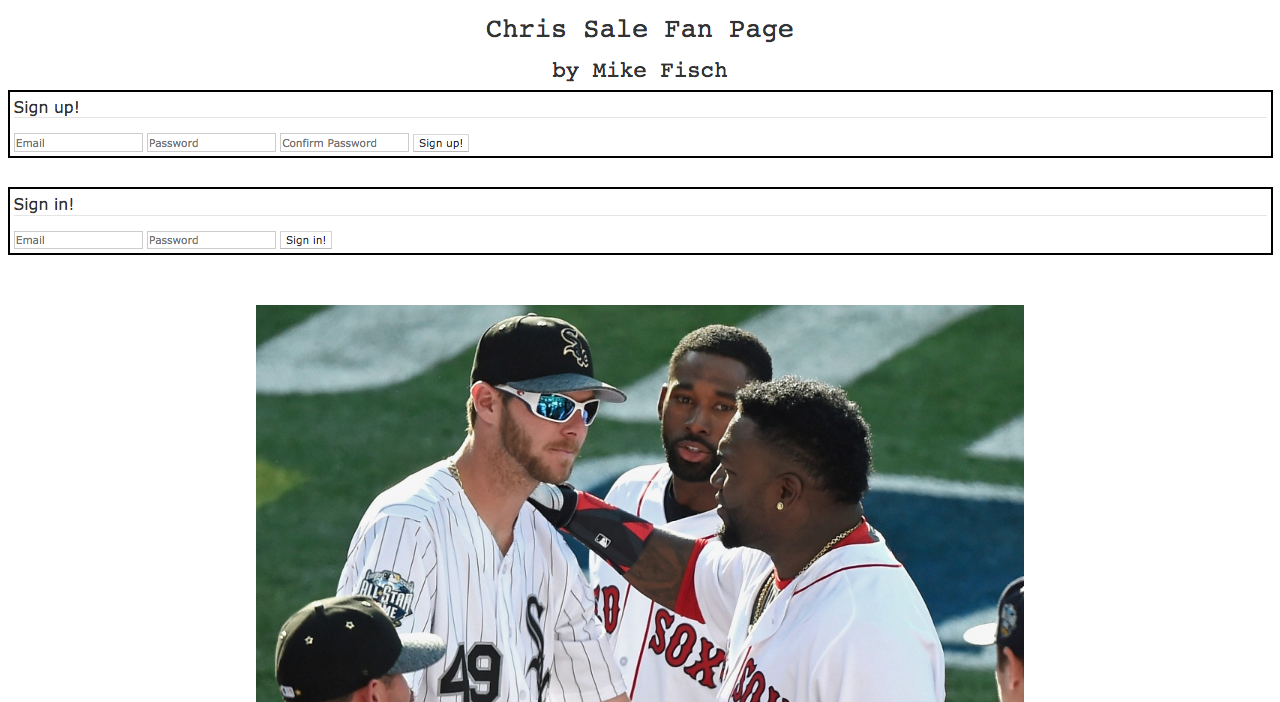 Chris Sale Fan Page
by Mike Fisch
Sign up!
Email Password Confirm Password Sign up!
Sign in!
Email Password Sign in!
Sox
ALL-STAR
SOX
49